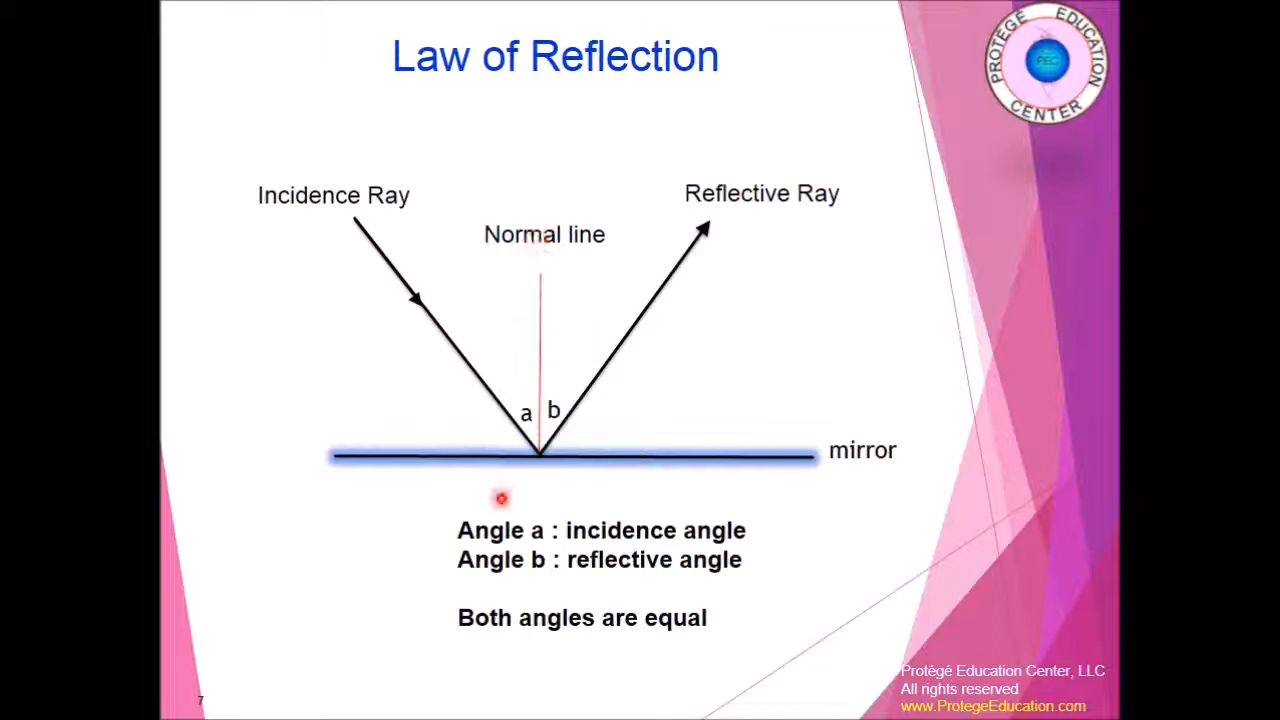 Law of Reflection
PROTÉGÉ EDUCATION CENTER
PEC
Incidence Ray
Reflective Ray
Normal line
a
b
mirror
Angle a : incidence angle
Angle b : reflective angle
Both angles are equal
7
Protégé Education Center, LLC
All rights reserved
www.ProtegeEducation.com